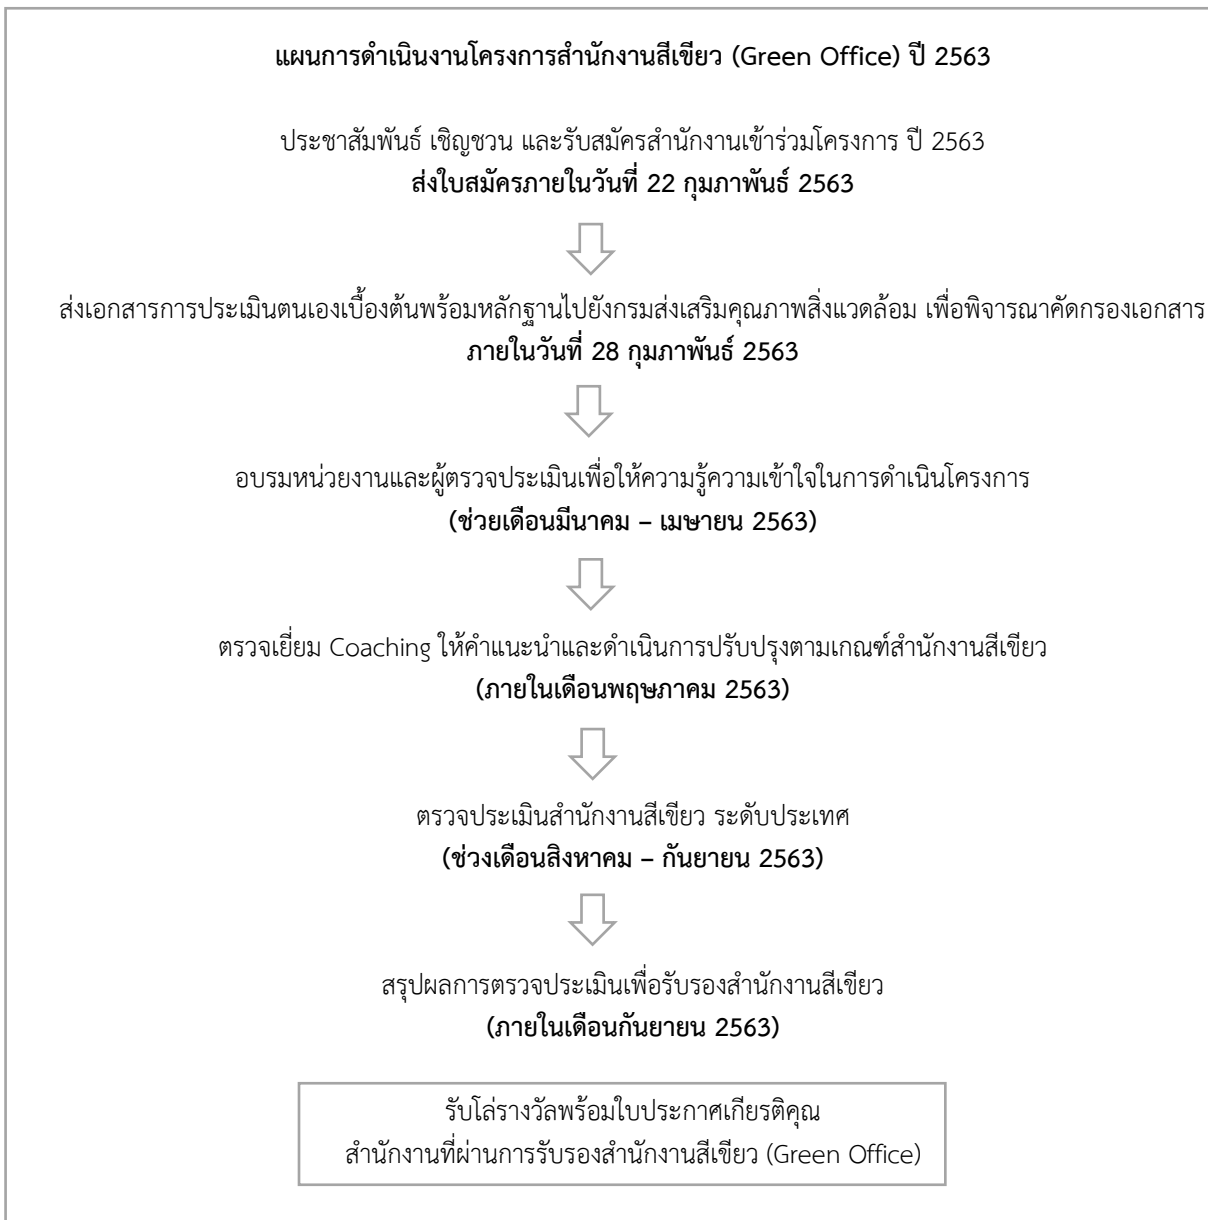 แผนการดำเนินงานโครงการสำนักงานสีเขียว (Green Office) ปี 2563
ประชาสัมพันธ์ เชิญชวน และรับสมัครสำนักงานเข้าร่วมโครงการ ปี 2563
ส่งใบสมัครภายในวันที่ 22 กุมภาพันธ์ 2563
ส่งเอกสารการประเมินตนเองเบื้องต้นพร้อมหลักฐานไปยังกรมส่งเสริมคุณภาพสิ่งแวดล้อม เพื่อพิจารณาคัดกรองเอกสาร
ภายในวันที่ 28 กุมภาพันธ์ 2563
อบรมหน่วยงานและผู้ตรวจประเมินเพื่อให้ความรู้ความเข้าใจในการดำเนินโครงการ
(ช่วยเดือนมีนาคม – เมษายน 2563)
ตรวจเยี่ยม Coaching ให้คำแนะนำและดำเนินการปรับปรุงตามเกณฑ์สำนักงานสีเขียว
(ภายในเดือนพฤษภาคม 2563)
ตรวจประเมินสำนักงานสีเขียว ระดับประเทศ
(ช่วงเดือนสิงหาคม – กันยายน 2563)
สรุปผลการตรวจประเมินเพื่อรับรองสำนักงานสีเขียว
(ภายในเดือนกันยายน 2563)
รับโล่รางวัลพร้อมใบประกาศเกียรติคุณ
สำนักงานที่ผ่านการรับรองสำนักงานสีเขียว (Green Office)